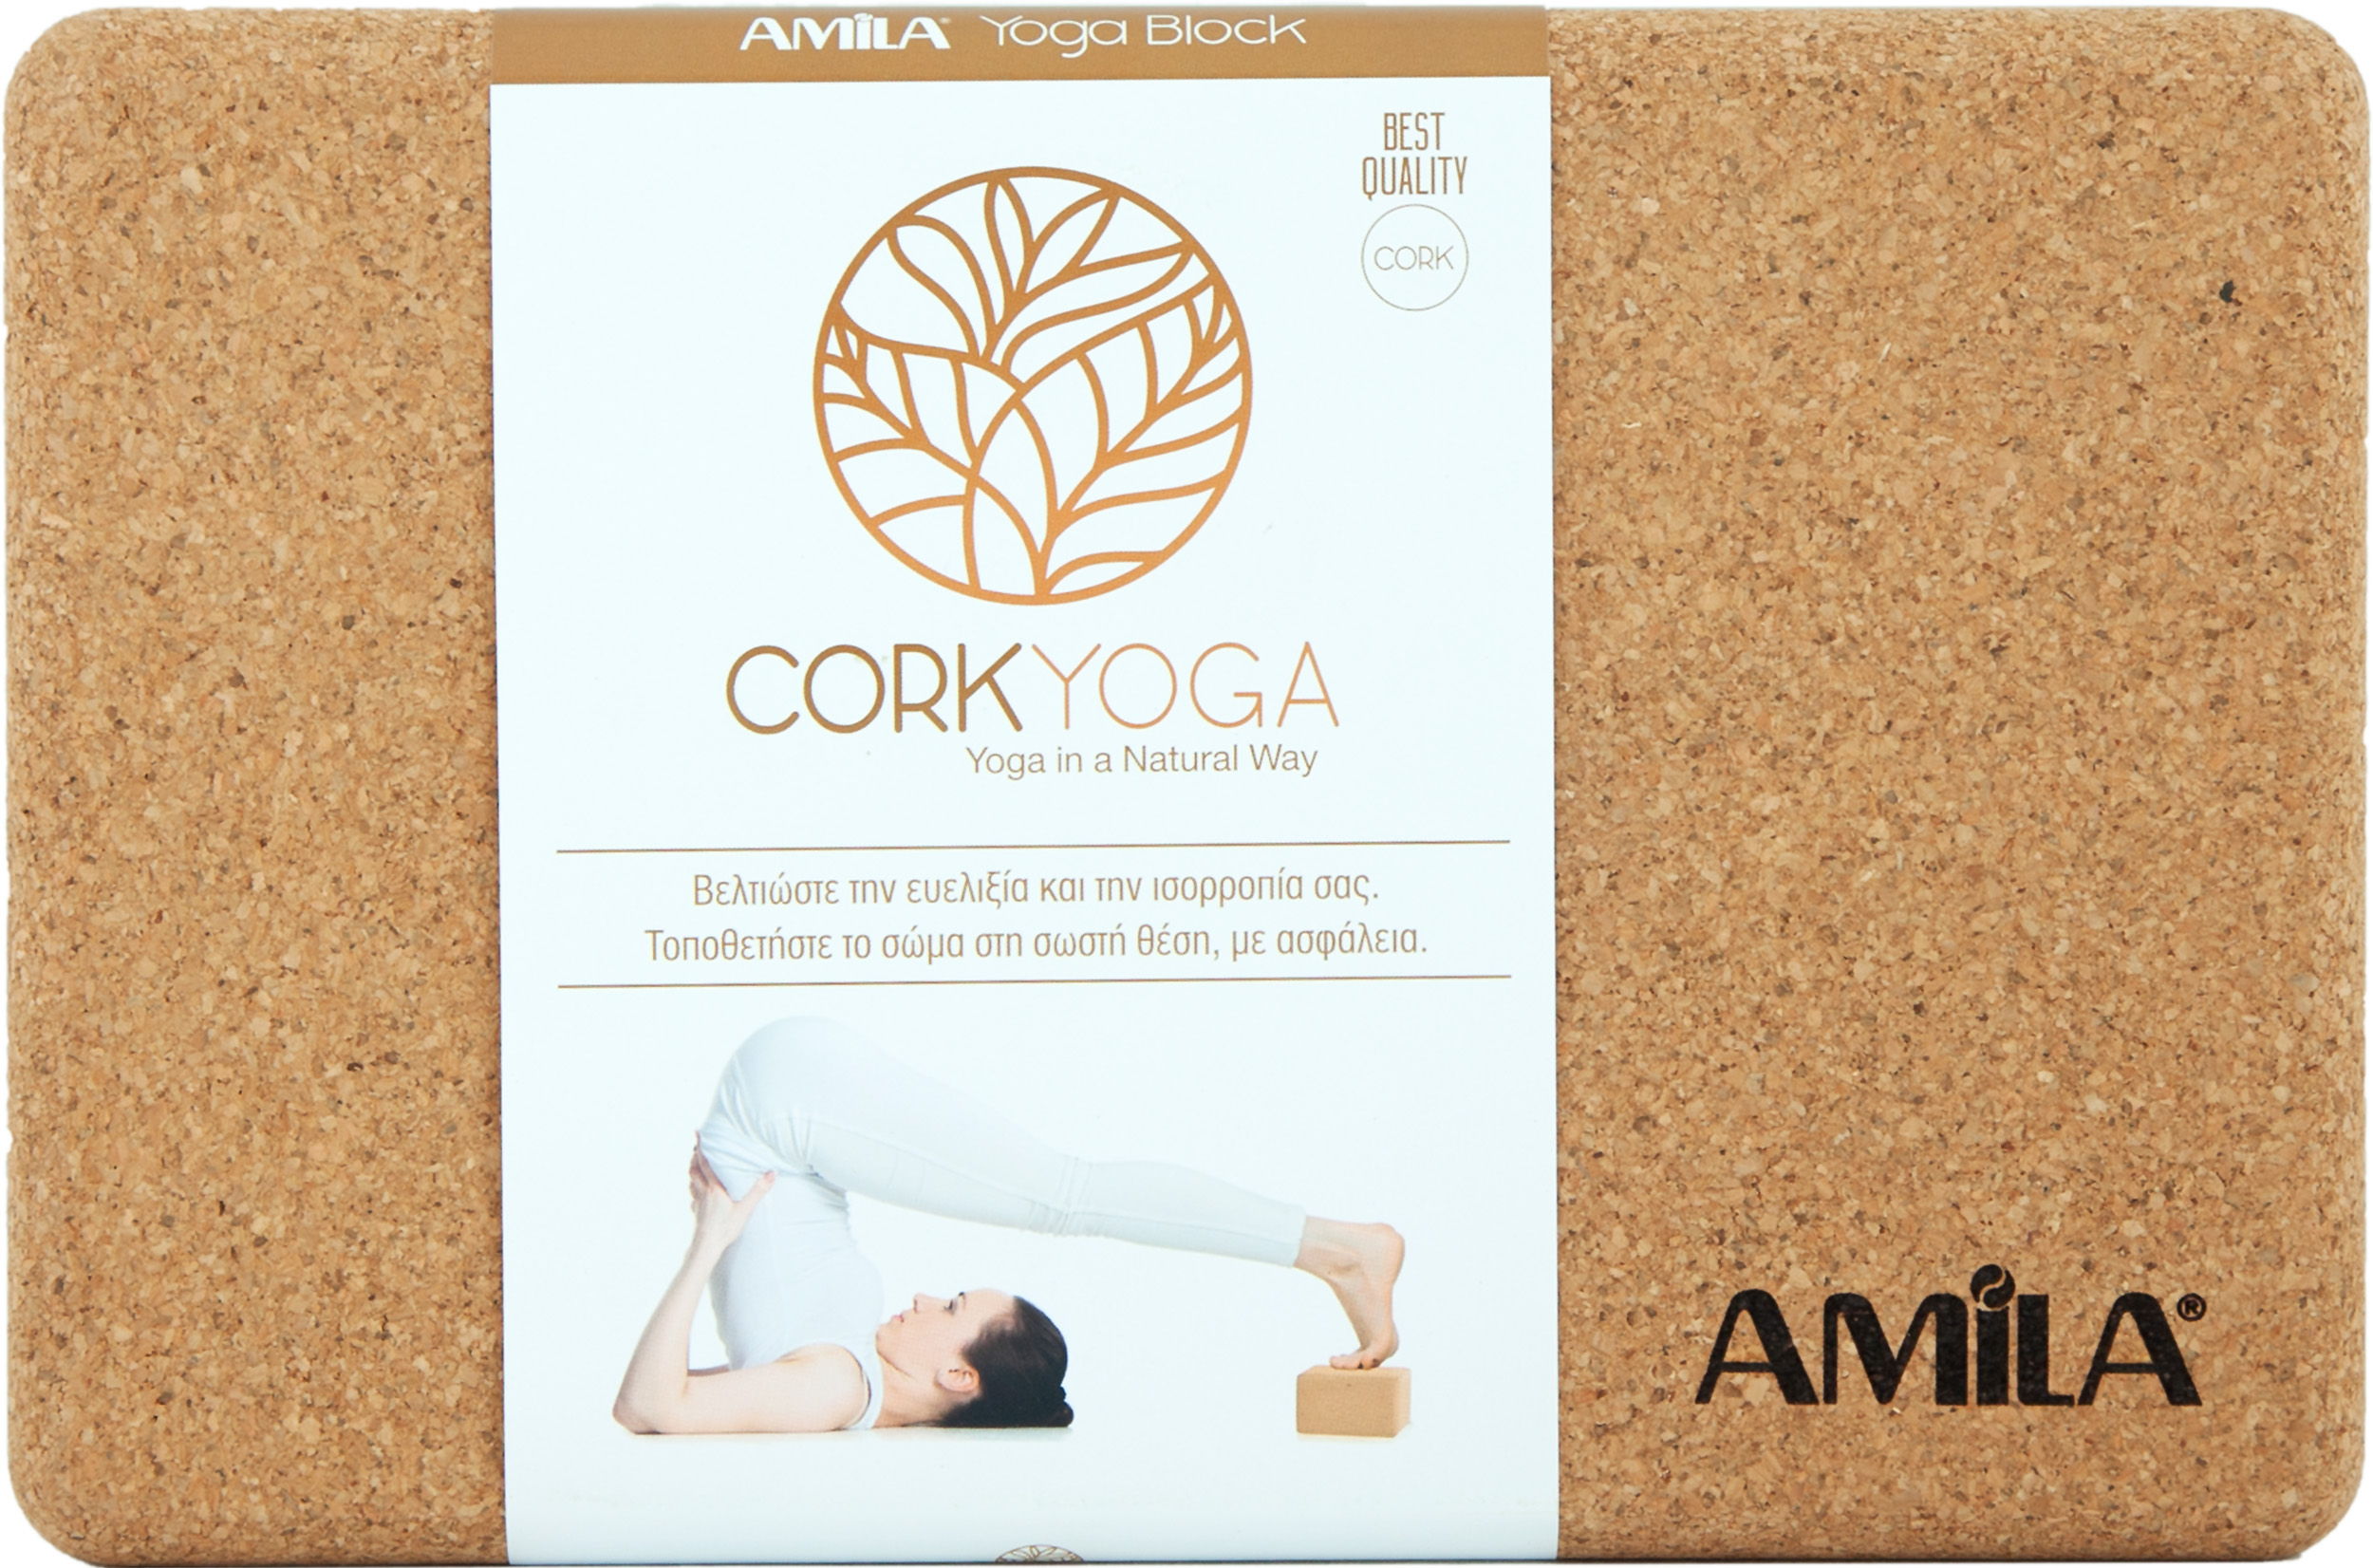 AMiLA® Yoga Block
BEST
QUALITY
CORK
CORKYOGA
Yoga in a Natural Way
Βελτιώστε την ευελιξία και την ισορροπία σας.
Τοποθετήστε το σώμα στη σωστή θέση, με ασφάλεια.
AMiLA®